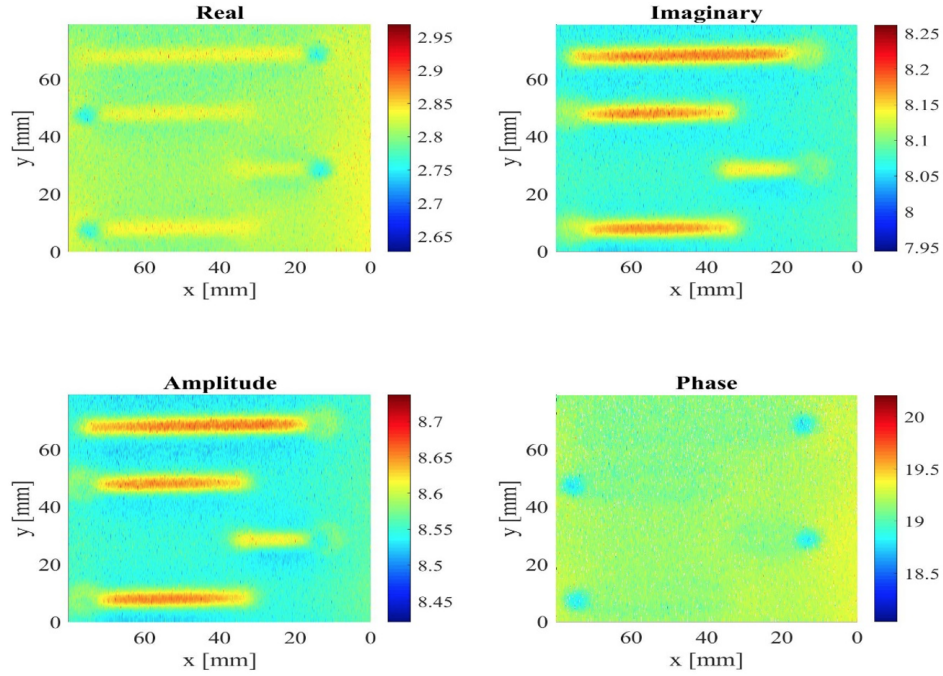 Real
2.95
2.9
2.85
2.8
2.75
2.7
2.65
60
40
20
0
y [mm]
60 40 20 0
x [mm]
Imaginary
8.25
8.2
8.15
8.1
8.05
8
7.95
60
40
20
0
y [mm]
60 40 20 0
x [mm]
Amplitude
8.7
8.65
8.6
8.55
8.5
8.45
60
40
20
0
y [mm]
60 40 20 0
x [mm]
Phase
20
19.5
19
18.5
60
40
20
0
y [mm]
60 40 20 0
x [mm]